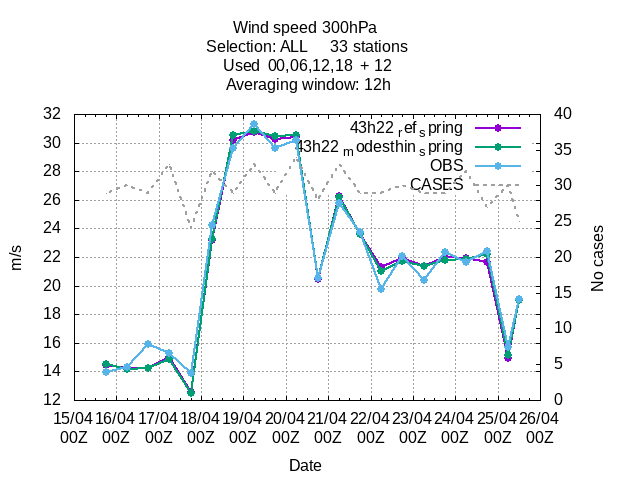 Wind speed 300hPa
Selection: ALL 33 stations
Used 00,06,12,18 + 12
Averaging window: 12h
43h22 refspring
43h22 modesthinspring
OBS
CASES
m/s
32
30
28
26
24
22
20
18
16
14
12
40
35
30
25
20
15
10
5
0
No cases
15/04 16/04 17/04 18/04 19/04 20/04 21/04 22/04 23/04 24/04 25/04 26/04
00Z 00Z 00Z 00Z 00Z 00Z 00Z 00Z 00Z 00Z 00Z 00Z
Date